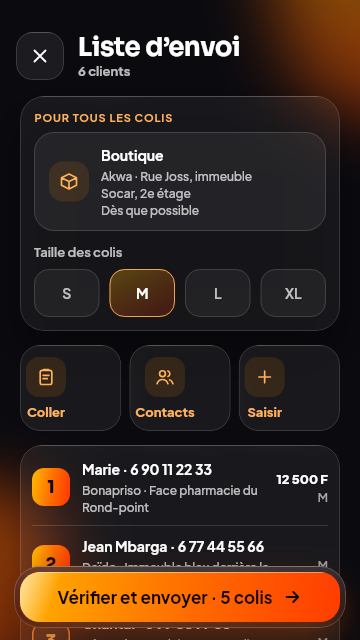 Liste d’envoi
6 clients
POUR TOUS LES COLIS
Boutique
Akwa · Rue Joss, immeuble
Socar, 2e étage
Dès que possible
Taille des colis
S M L XL
Coller Contacts Saisir
1
Marie · 6 90 11 22 33
12 500 F
Bonapriso · Face pharmacie du
Rond-point
M
2
Jean Mbarga · 6 77 44 55 66
Vérifier et envoyer · 5 colis
3